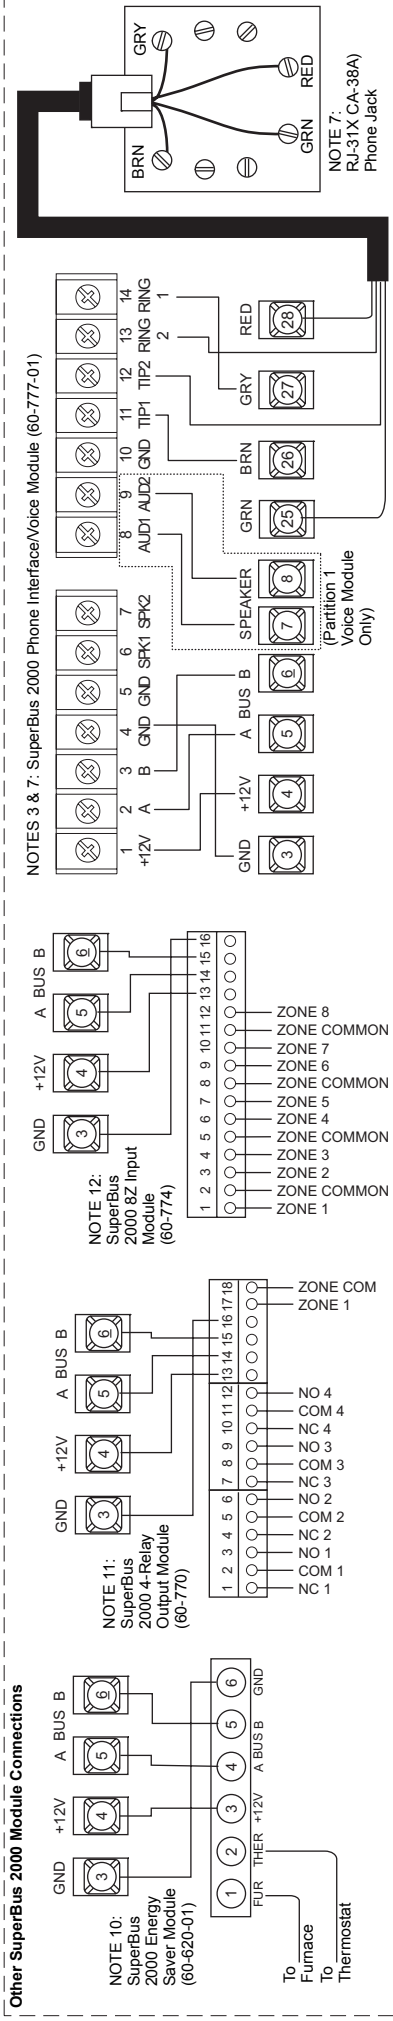 Other SuperBus 2000 Module Connections
GND
+12V
A BUS B
3
4
5
6
NOTE 10:
SuperBus
2000 Energy
Saver Module
(60-620-01)
1
2
3
4
5
6
FUR
THER
+12V
A BUS B
GND
To
Furnace
To
Thermostat
GND
+12V
A BUS B
3
4
5
6
NOTE 11:
SuperBus
2000 4-Relay
Output Module
(60-770)
1 2 3 4 5 6 7 8 9 10 11 12 13 14 15 16 17 18
NC 1
COM 1
NO 1
NC 2
COM 2
NO 2
NC 3
COM 3
NO 3
NC 4
COM 4
NO 4
ZONE 1
ZONE COM
GND
+12V
A BUS B
3
4
5
6
NOTE 12:
SuperBus
2000 8Z Input
Module
(60-774)
1 2 3 4 5 6 7 8 9 10 11 12 13 14 15 16
ZONE 1
ZONE COMMON
ZONE 2
ZONE 3
ZONE COMMON
ZONE 4
ZONE 5
ZONE COMMON
ZONE 6
ZONE 7
ZONE COMMON
ZONE 8
NOTES 3 & 7: SuperBus 2000 Phone Interface/Voice Module (60-777-01)
1 2 3 4 5 6 7 8 9 10 11 12 13 14
+12V A B GND GND SPK1 SPK2 AUD1 AUD2 GND TIP1 TIP2 RING RING
2 1
GND
+12V
A BUS B
SPEAKER
GRN
BRN
GRY
RED
3
4
5
6
7
8
25
26
27
28
(Partition 1
Voice Module
Only)
BRN
GRY
GRN
RED
NOTE 7:
RJ-31X CA-38A)
Phone Jack